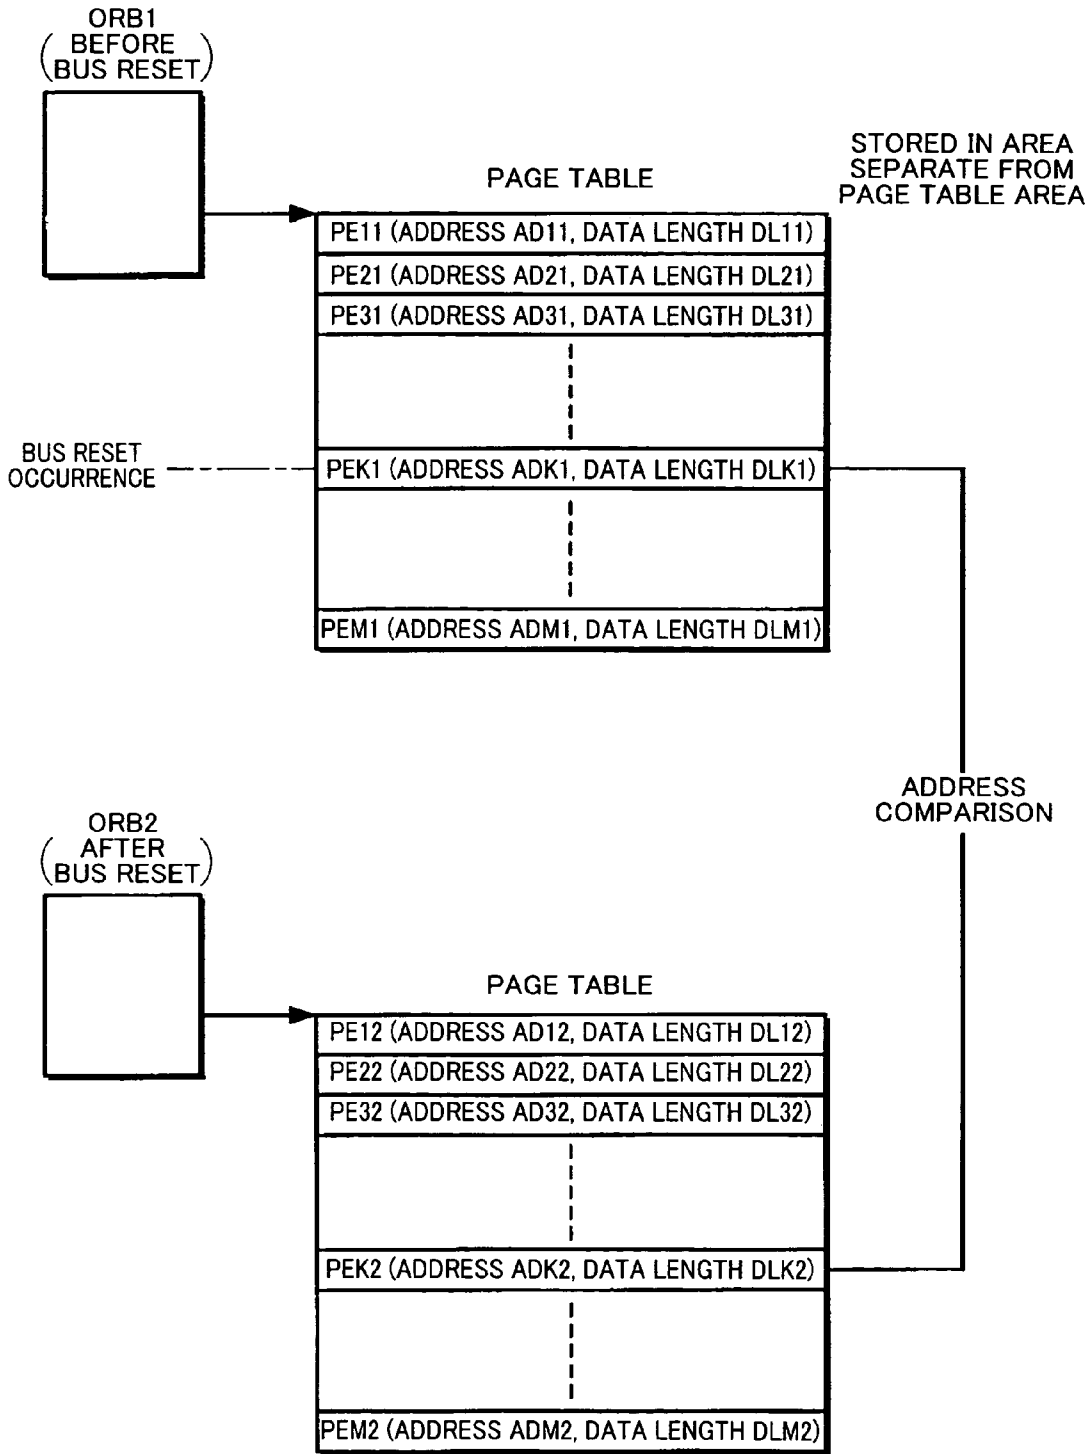 ORB1
( BEFORE
BUS RESET )
STORED IN AREA
SEPARATE FROM
PAGE TABLE AREA
PAGE TABLE
PE11 (ADDRESS AD11, DATA LENGTH DL11)
PE21 (ADDRESS AD21, DATA LENGTH DL21)
PE31 (ADDRESS AD31, DATA LENGTH DL31)
BUS RESET
OCCURRENCE
PEK1 (ADDRESS ADK1, DATA LENGTH DLK1)
PEM1 (ADDRESS ADM1, DATA LENGTH DLM1)
ADDRESS
COMPARISON
ORB2
( AFTER
BUS RESET )
PAGE TABLE
PE12 (ADDRESS AD12, DATA LENGTH DL12)
PE22 (ADDRESS AD22, DATA LENGTH DL22)
PE32 (ADDRESS AD32, DATA LENGTH DL32)
PEK2 (ADDRESS ADK2, DATA LENGTH DLK2)
PEM2 (ADDRESS ADM2, DATA LENGTH DLM2)